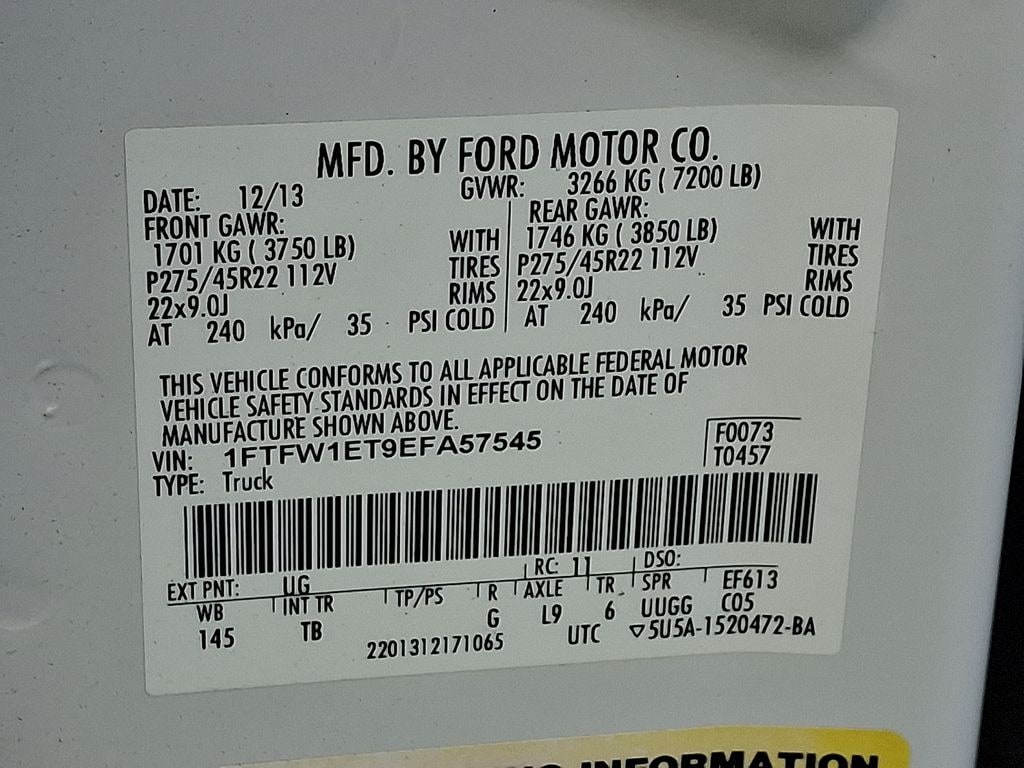 MFD. BY FORD MOTOR CO.
DATE: 12/13 GVWR: 3266 KG ( 7200 LB)
FRONT GAWR: REAR GAWR:
1701 KG ( 3750 LB) WITH 1746 KG ( 3850 LB) WITH
P275/45R22 112V TIRES P275/45R22 112V TIRES
22x9.0J RIMS 22x9.0J RIMS
AT 240 kPa/ 35 PSI COLD AT 240 kPa/ 35 PSI COLD
THIS VEHICLE CONFORMS TO ALL APPLICABLE FEDERAL MOTOR
VEHICLE SAFETY STANDARDS IN EFFECT ON THE DATE OF
MANUFACTURE SHOWN ABOVE.
VIN: 1FTFW1ET9EFA57545 F0073
TYPE: Truck T0457
EXT PNT: UG RC: 11 DSO:
WB INT TR TP/PS R AXLE TR SPR EF613
145 TB G L9 6 UUGG C05
2201312171065 UTC ▽5U5A-1520472-BA
INFORMATION